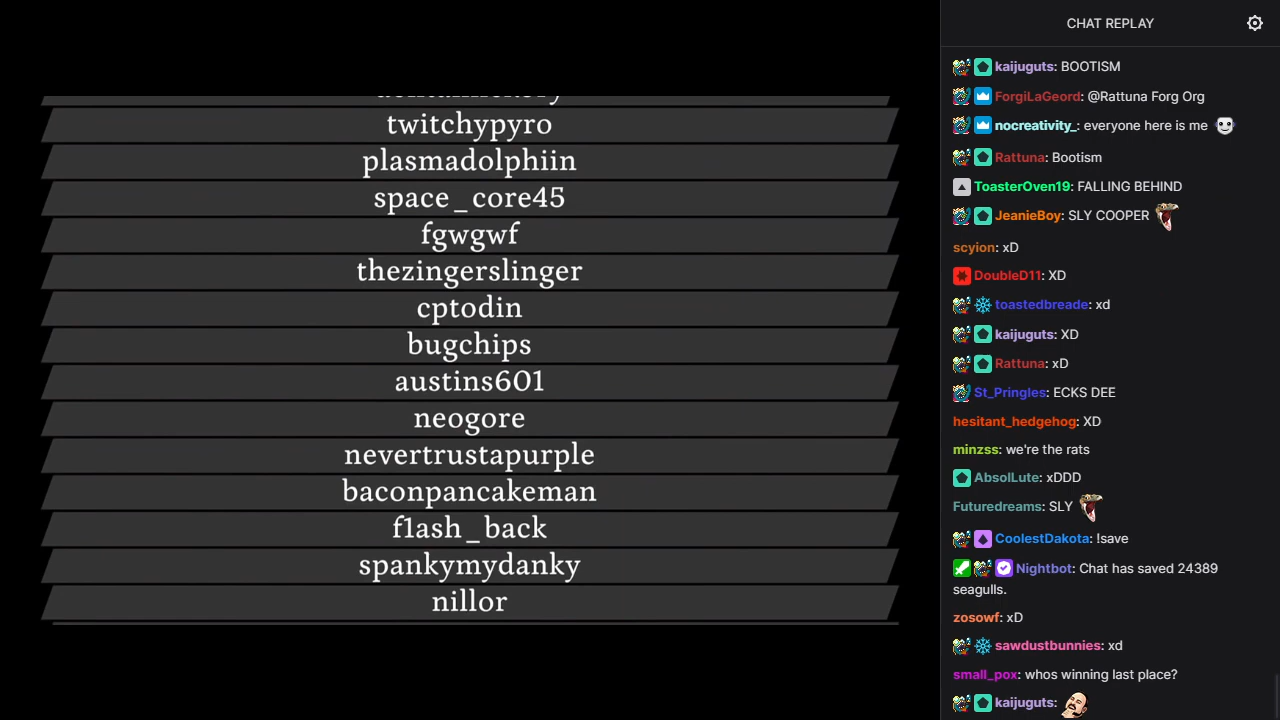 twitchypyro
plasmadolphiin
space_core45
fgwgwf
thezingerslinger
cptodin
bugchips
austins601
neogore
nevertrustapurple
baconpancakeman
f1ash_back
spankymydanky
nillor
CHAT REPLAY
kaijuguts: BOOTISM
ForgiLaGeord: @Rattuna Forg Org
nocreativity_: everyone here is me
Rattuna: Bootism
ToasterOven19: FALLING BEHIND
JeanieBoy: SLY COOPER
scyion: xD
DoubleD11: XD
toastedbreade: xd
kaijuguts: XD
Rattuna: xD
St_Pringles: ECKS DEE
hesitant_hedgehog: XD
minzss: we're the rats
AbsolLute: xDDD
Futuredreams: SLY
CoolestDakota: !save
Nightbot: Chat has saved 24389
seagulls.
zosowf: xD
sawdustbunnies: xd
small_pox: whos winning last place?
kaijuguts: